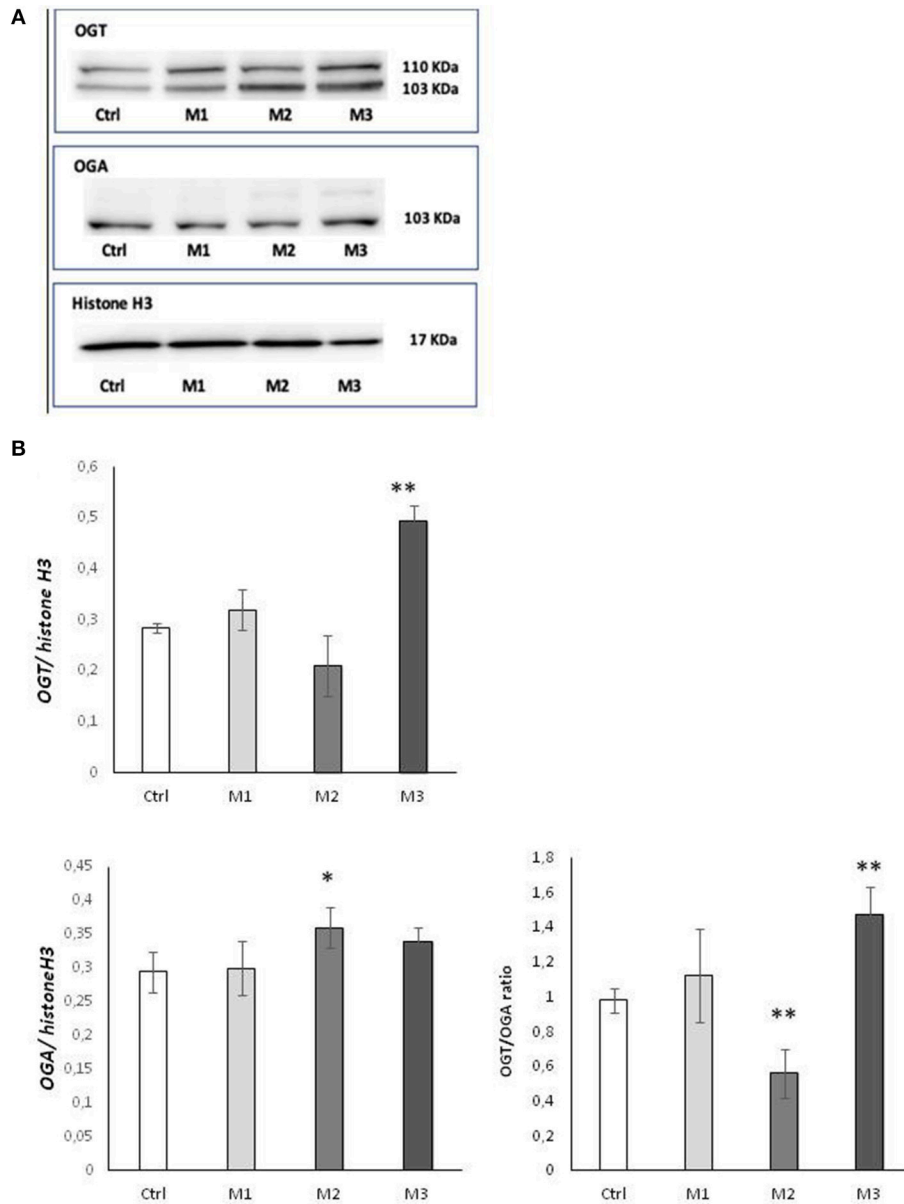 A
OGT
110 KDa
103 KDa
Ctrl M1 M2 M3
OGA
103 KDa
Ctrl M1 M2 M3
Histone H3
17 KDa
Ctrl M1 M2 M3
B
0,6
0,5
0,4
0,3
0,2
0,1
0
OGT/ histone H3
**
Ctrl M1 M2 M3
0,45
0,4
0,35
0,3
0,25
0,2
0,15
0,1
0,05
0
OGA/ histoneH3
*
Ctrl M1 M2 M3
1,8
1,6
1,4
1,2
1
0,8
0,6
0,4
0,2
0
OGT/OGA ratio
**
**
Ctrl M1 M2 M3